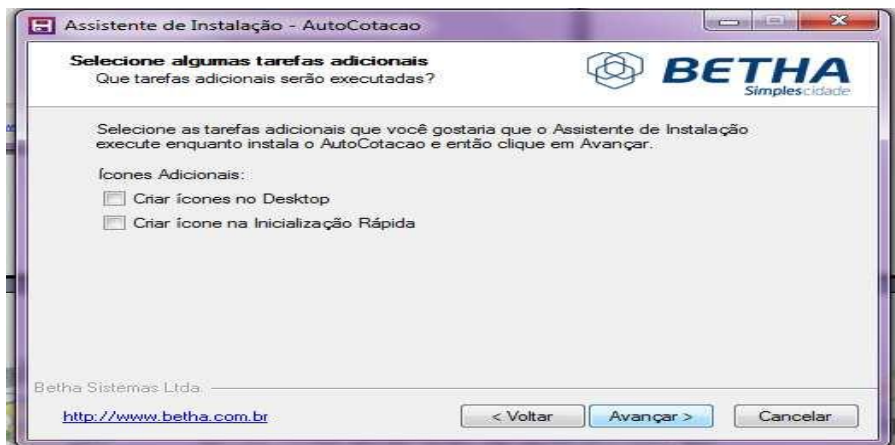 Assistente de Instalação - AutoCotacao
Selecione algumas tarefas adicionais
Que tarefas adicionais serão executadas?
BETHA
Simplescidade
Selecione as tarefas adicionais que você gostaria que o Assistente de Instalação
execute enquanto instala o AutoCotacao e então clique em Avançar.
Ícones Adicionais:
Criar ícones no Desktop
Criar ícone na Inicialização Rápida
Betha Sistemas Ltda.
http://www.betha.com.br
< Voltar
Avançar >
Cancelar